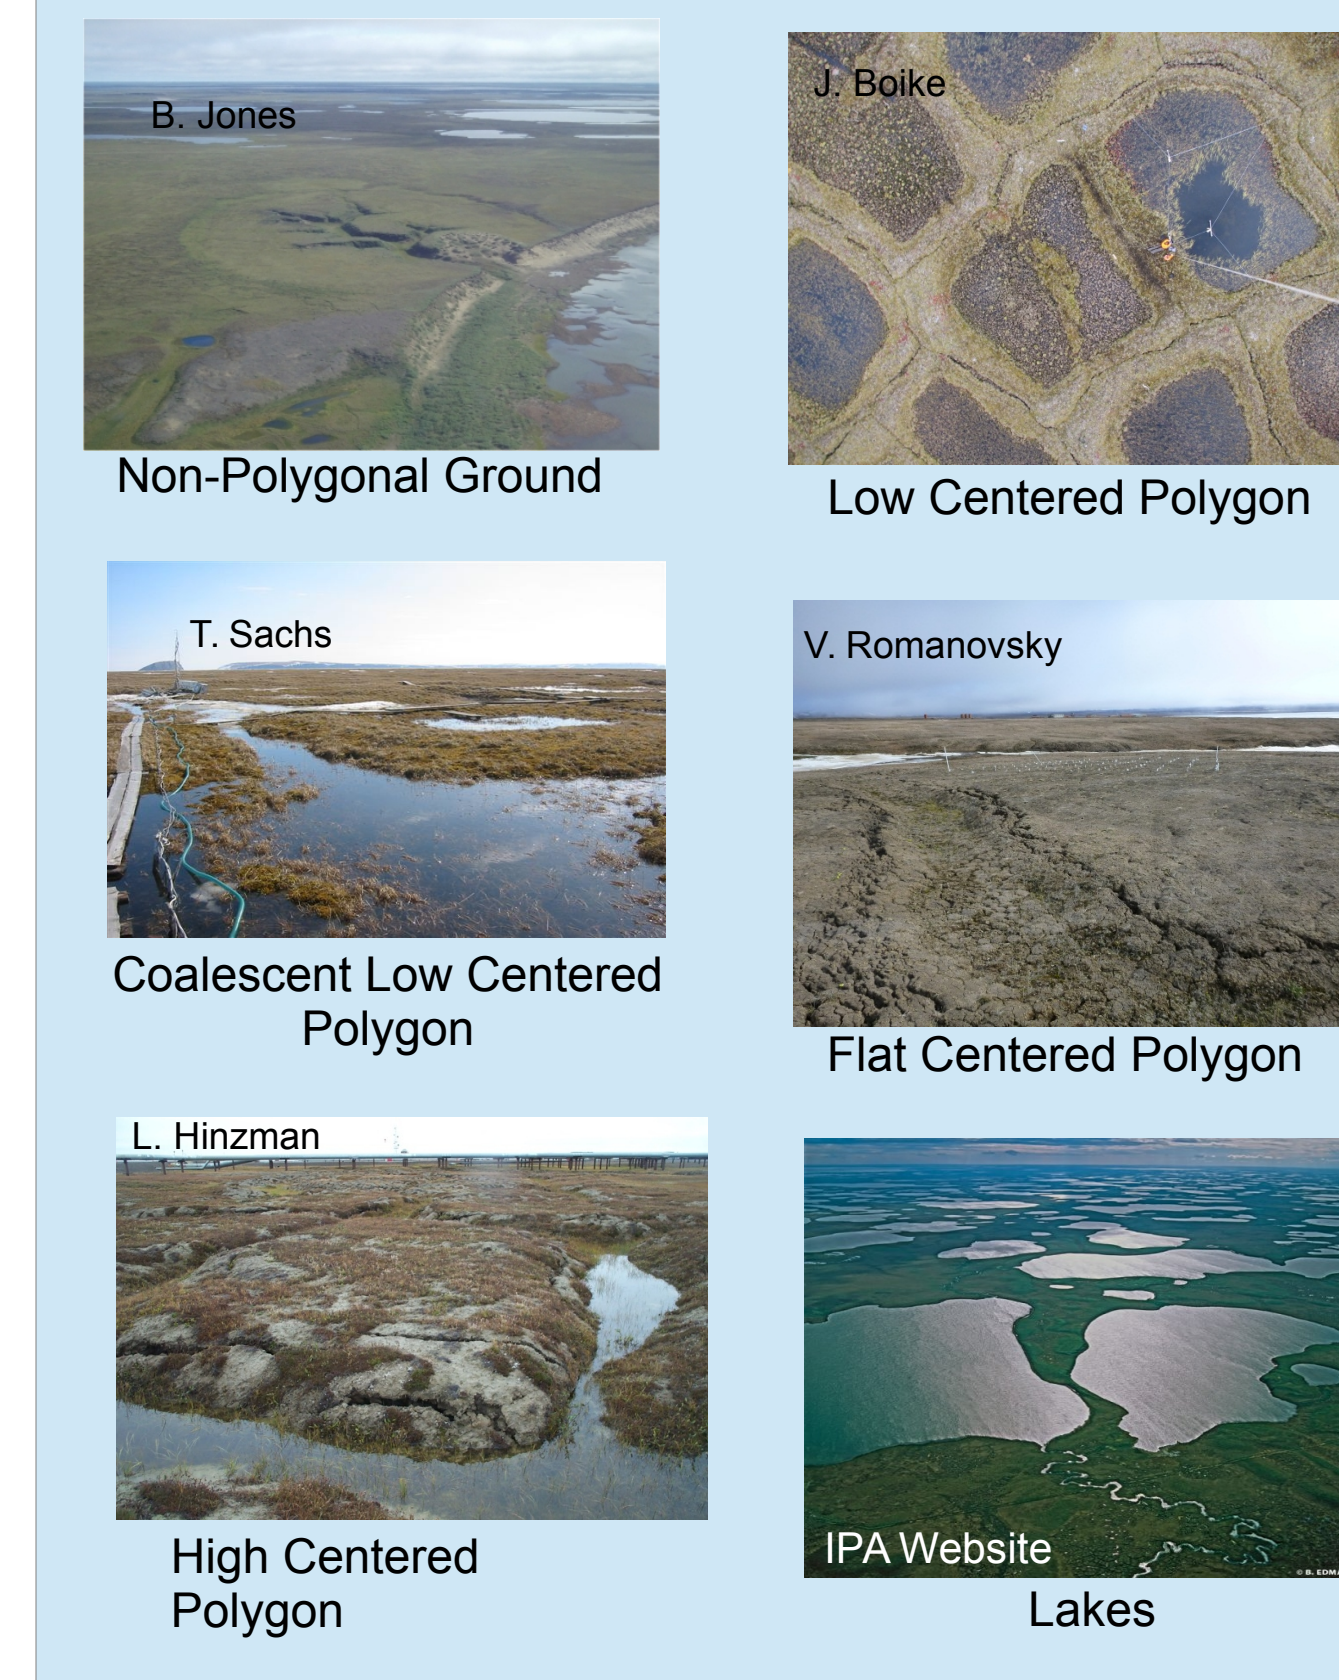 B. Jones
J. Boike
Non-Polygonal Ground
Low Centered Polygon
T. Sachs
V. Romanovsky
Coalescent Low Centered
Polygon
Flat Centered Polygon
L. Hinzman
High Centered
Polygon
IPA Website
© B. EDMA
Lakes